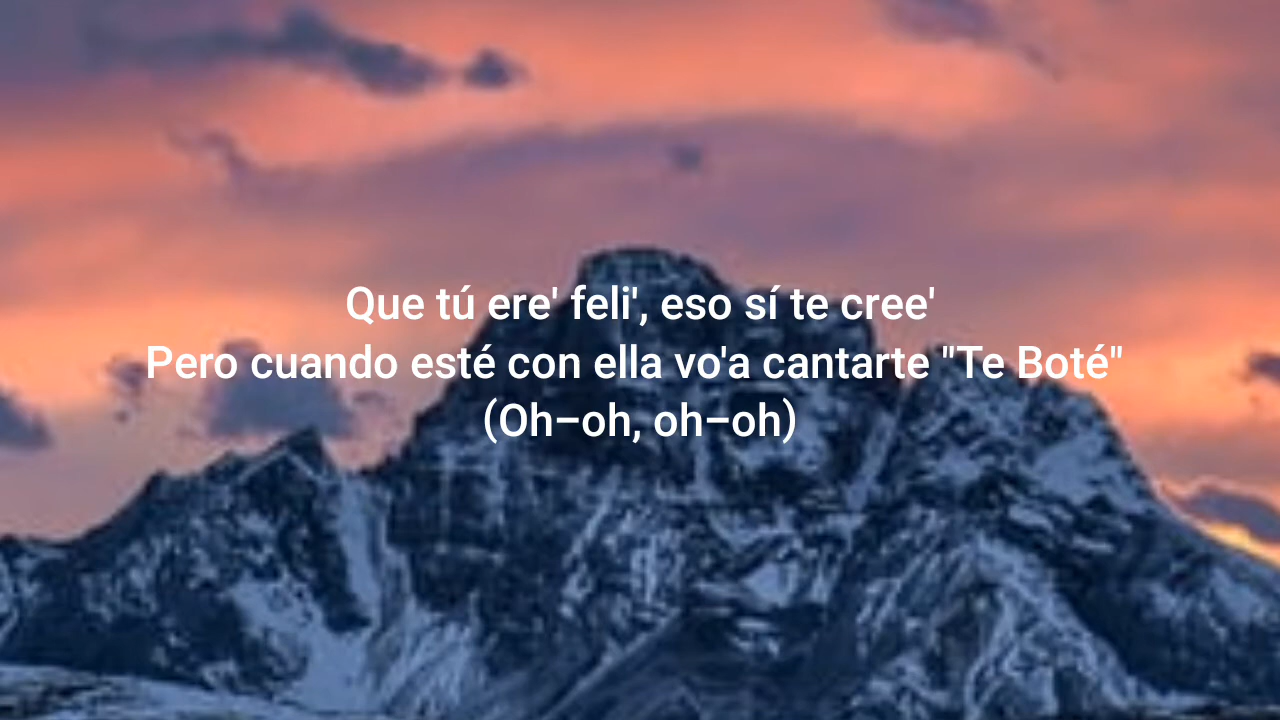 Que tú ere' feli', eso sí te cree'
Pero cuando esté con ella vo'a cantarte "Te Boté"
(Oh–oh, oh–oh)